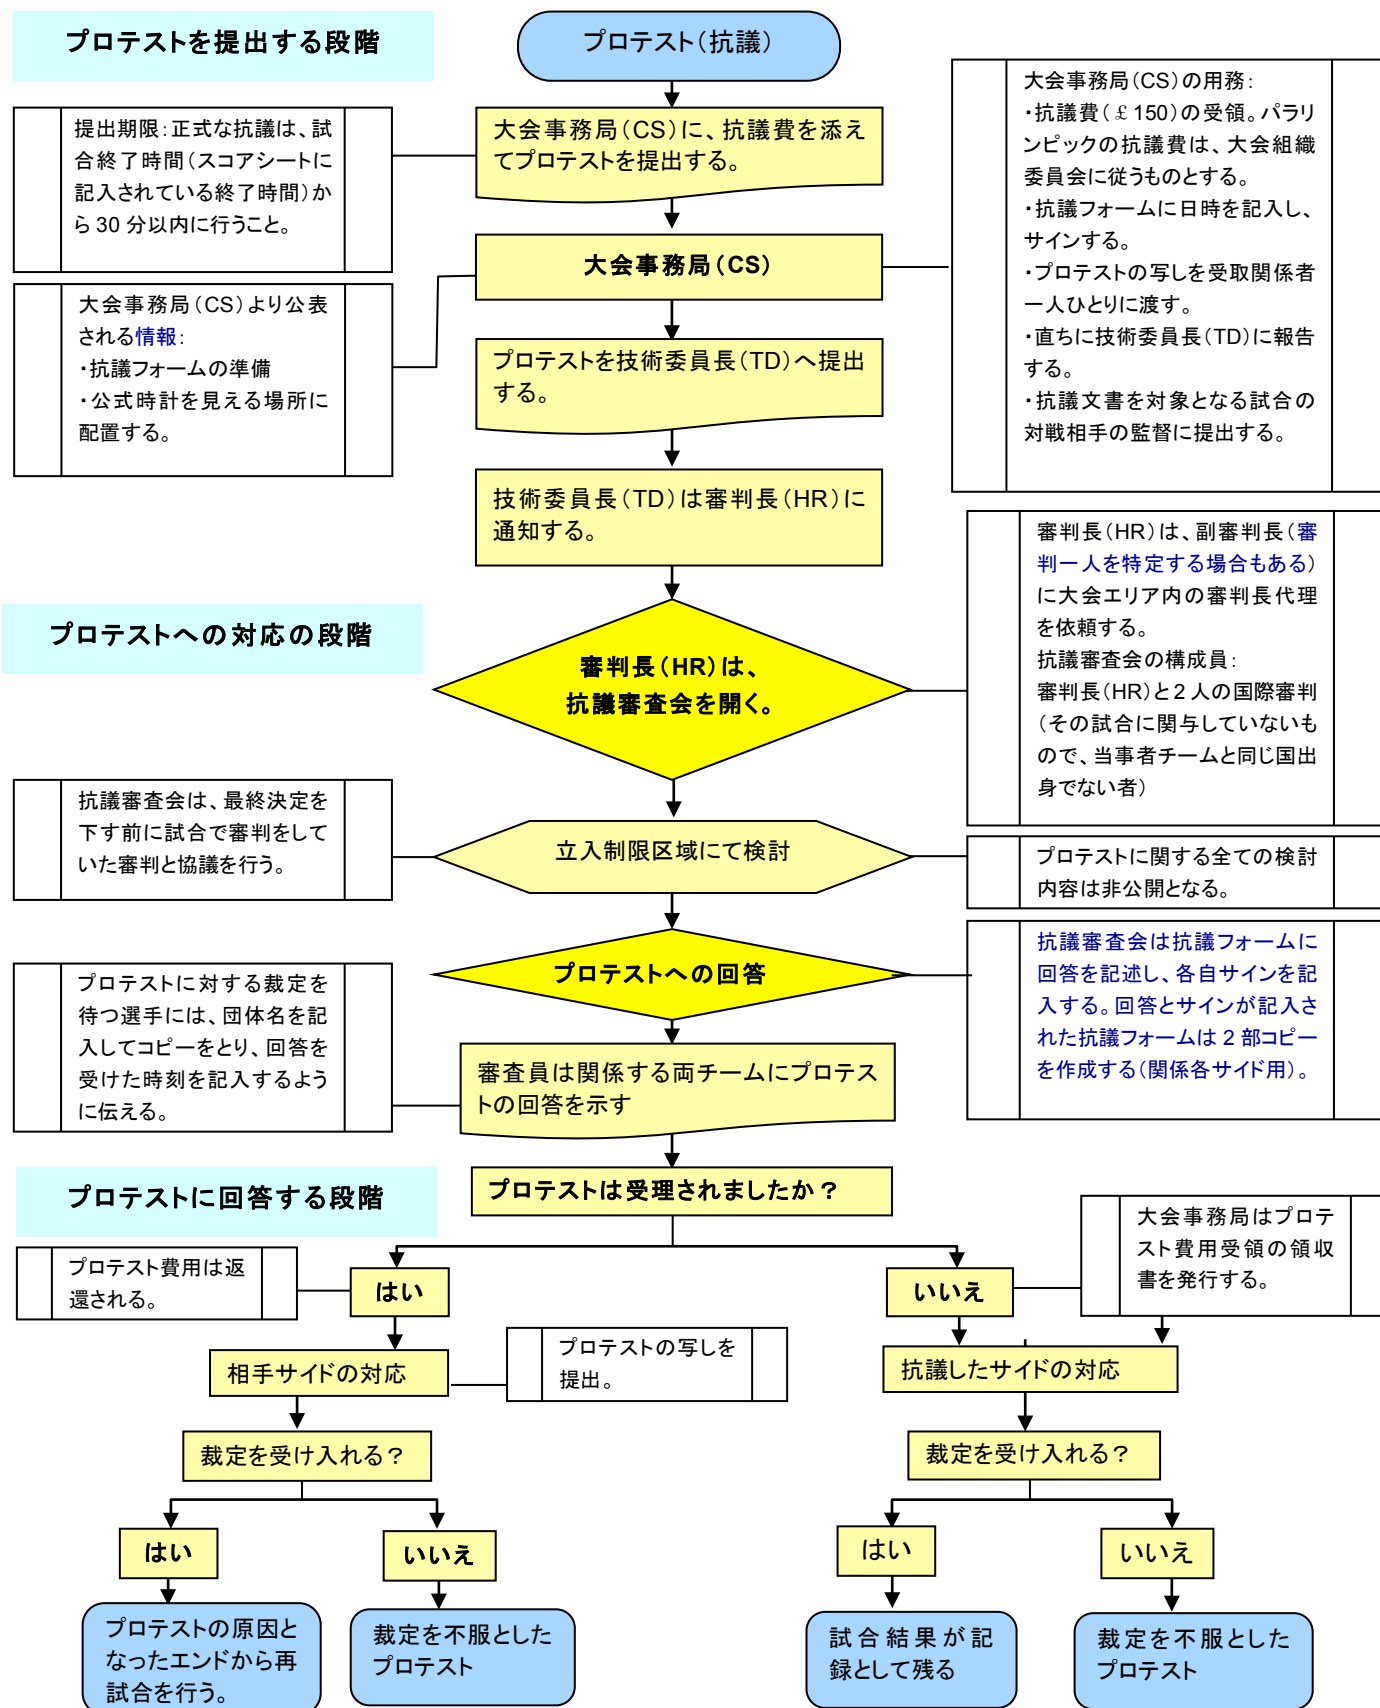 プロテストを提出する段階
プロテスト(抗議)
提出期限:正式な抗議は、試
合終了時間(スコアシートに
記入されている終了時間)か
ら 30 分以内に行うこと。
大会事務局(CS)に、抗議費を添え
てプロテストを提出する。
大会事務局(CS)の用務:
・抗議費(£150)の受領。パラリ
ンピックの抗議費は、大会組織
委員会に従うものとする。
・抗議フォームに日時を記入し、
サインする。
・プロテストの写しを受取関係者
一人ひとりに渡す。
・直ちに技術委員長(TD)に報告
する。
・抗議文書を対象となる試合の
対戦相手の監督に提出する。
大会事務局(CS)
大会事務局(CS)より公表
される情報:
・抗議フォームの準備
・公式時計を見える場所に
配置する。
プロテストを技術委員長(TD)へ提出
する。
技術委員長(TD)は審判長(HR)に
通知する。
審判長(HR)は、副審判長(審
判一人を特定する場合もある)
に大会エリア内の審判長代理
を依頼する。
抗議審査会の構成員:
審判長(HR)と2人の国際審判
(その試合に関与していないも
ので、当事者チームと同じ国出
身でない者)
プロテストへの対応の段階
審判長(HR)は、
抗議審査会を開く。
抗議審査会は、最終決定を
下す前に試合で審判をして
いた審判と協議を行う。
立入制限区域にて検討
プロテストに関する全ての検討
内容は非公開となる。
プロテストへの回答
抗議審査会は抗議フォームに
回答を記述し、各自サインを記
入する。回答とサインが記入さ
れた抗議フォームは 2 部コピー
を作成する(関係各サイド用)。
プロテストに対する裁定を
待つ選手には、団体名を記
入してコピーをとり、回答を
受けた時刻を記入するよう
に伝える。
審査員は関係する両チームにプロテス
トの回答を示す
プロテストに回答する段階
プロテストは受理されましたか?
大会事務局はプロテ
スト費用受領の領収
書を発行する。
プロテスト費用は返
還される。
はい
いいえ
相手サイドの対応
プロテストの写しを
提出。
抗議したサイドの対応
裁定を受け入れる?
裁定を受け入れる?
はい
いいえ
はい
いいえ
プロテストの原因と
なったエンドから再
試合を行う。
裁定を不服とした
プロテスト
試合結果が記
録として残る
裁定を不服とした
プロテスト